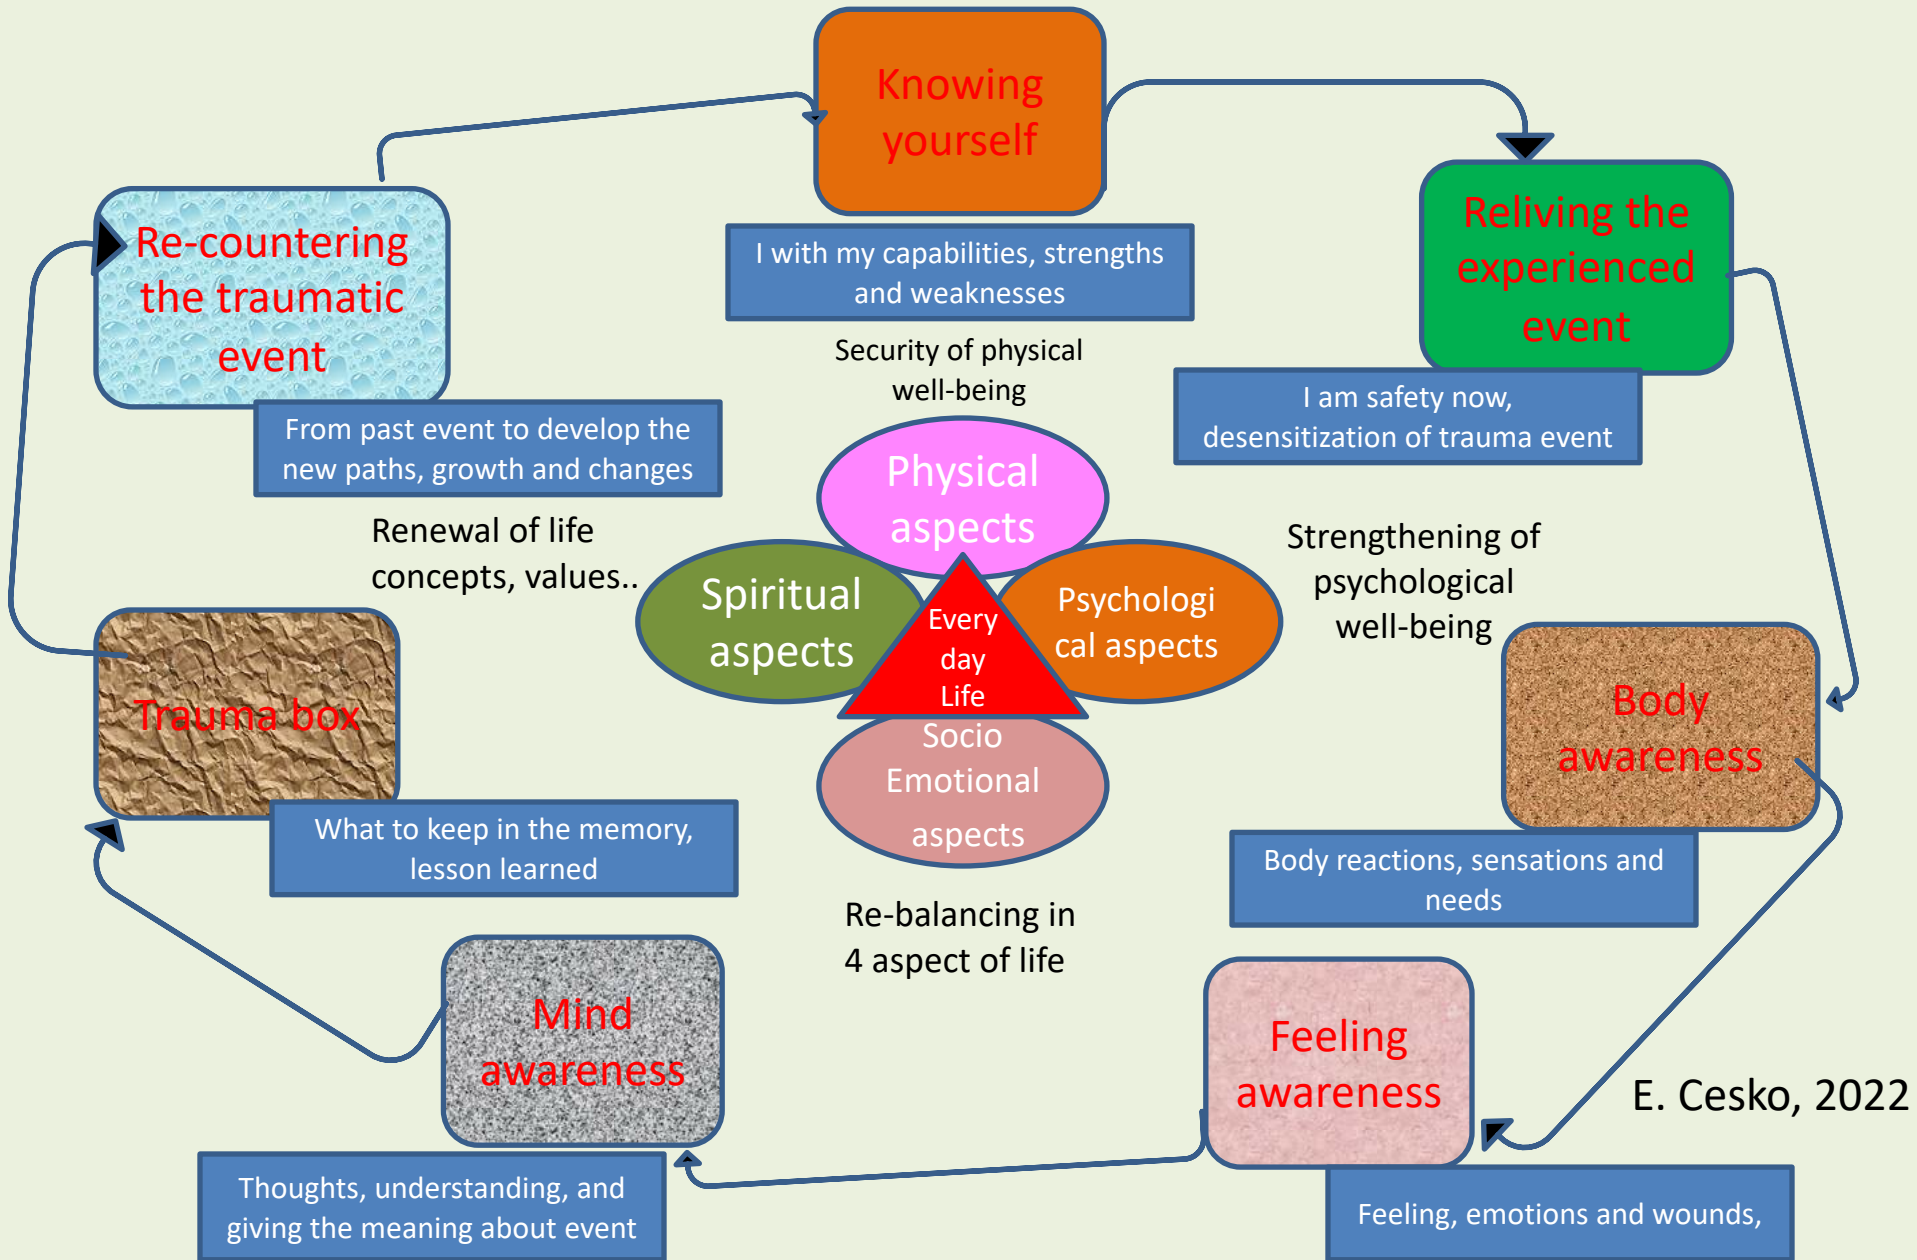 Knowing
yourself
I with my capabilities, strengths
and weaknesses
Reliving the
experienced
event
I am safety now,
desensitization of trauma event
Body
awareness
Body reactions, sensations and
needs
Feeling
awareness
Feeling, emotions and wounds,
Mind
awareness
Thoughts, understanding, and
giving the meaning about event
Trauma box
What to keep in the memory,
lesson learned
Re-countering
the traumatic
event
From past event to develop the
new paths, growth and changes
Security of physical
well-being
Physical
aspects
Strengthening of
psychological
well-being
Psychologi
cal aspects
Renewal of life
concepts, values..
Spiritual
aspects
Every
day
Life
Socio
Emotional
aspects
Re-balancing in
4 aspect of life
E. Cesko, 2022